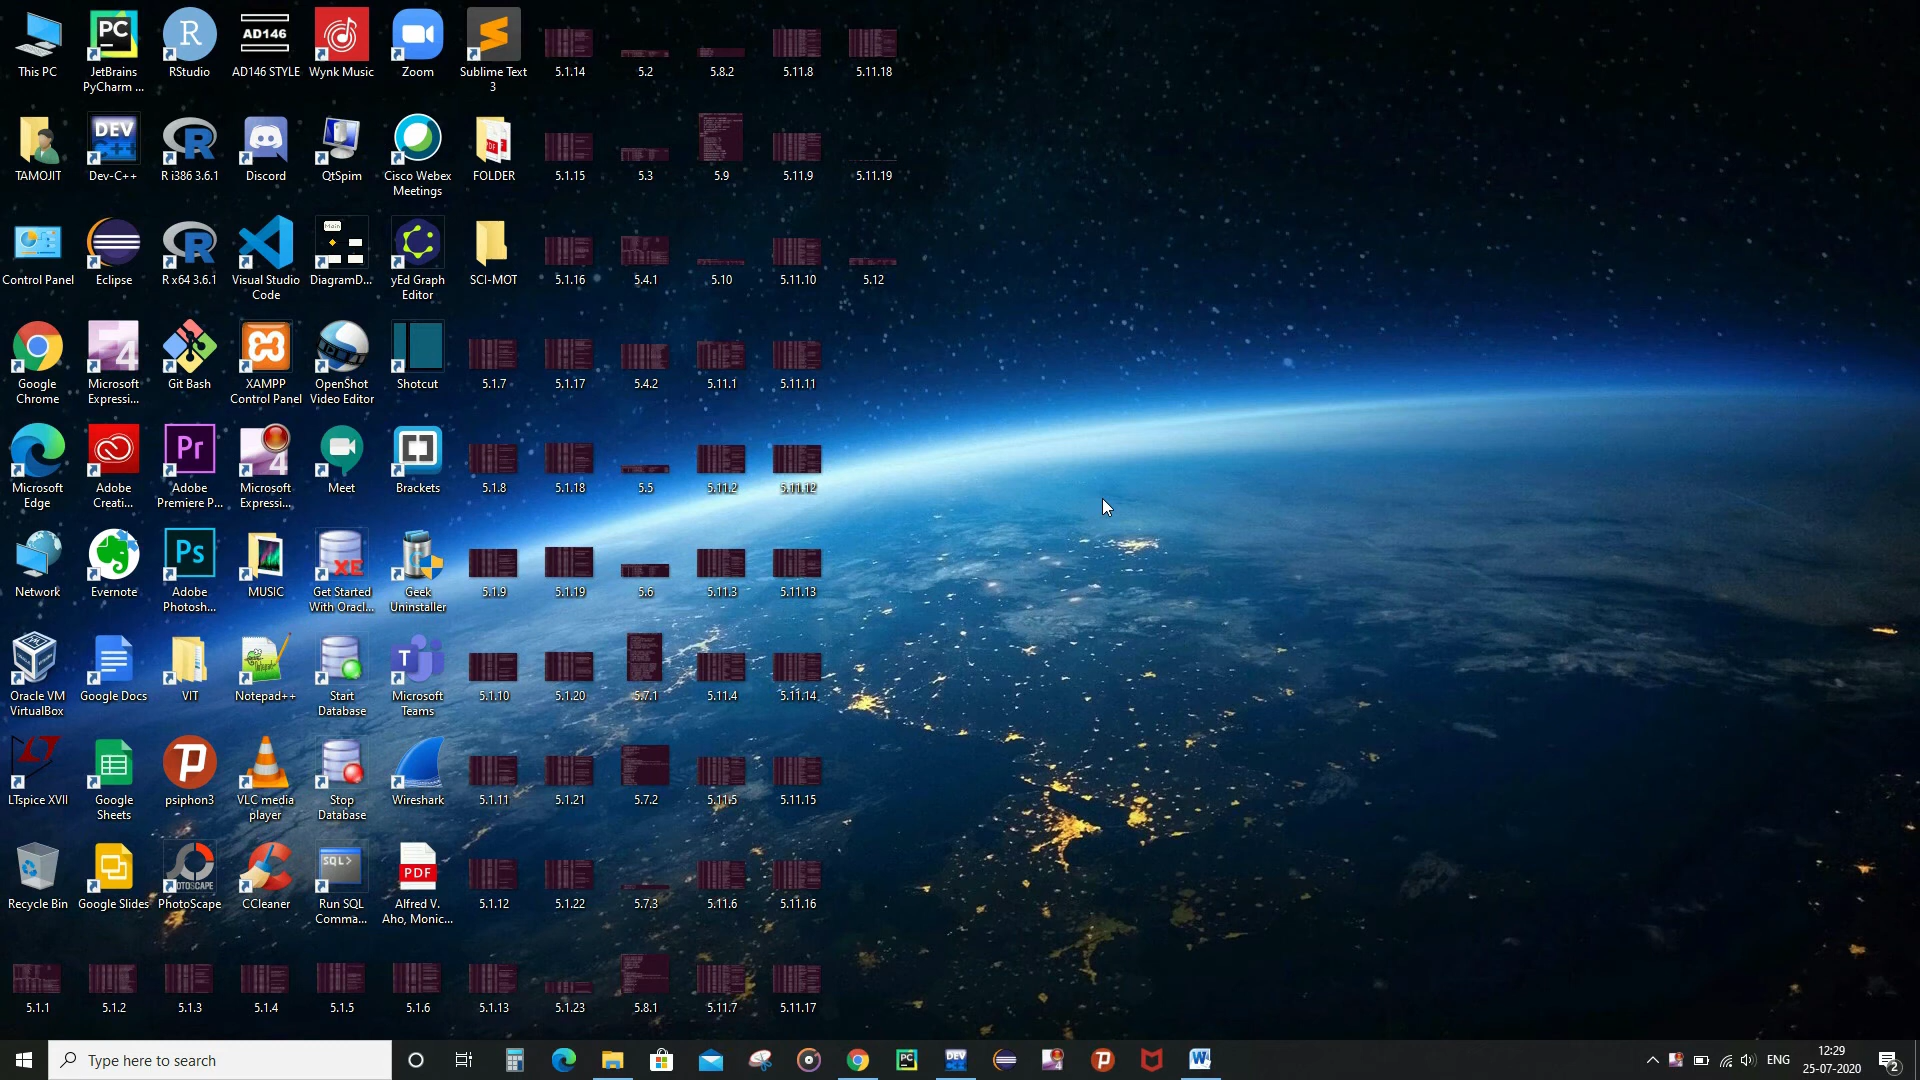 This PC
JetBrains
PyCharm ...
RStudio
AD146 STYLE
Wynk Music
Zoom
Sublime Text
3
5.1.14
5.2
5.8.2
5.11.8
5.11.18
TAMOJIT
Dev-C++
R i386 3.6.1
Discord
QtSpim
Cisco Webex
Meetings
FOLDER
5.1.15
5.3
5.9
5.11.9
5.11.19
Control Panel
Eclipse
R x64 3.6.1
Visual Studio
Code
DiagramD...
yEd Graph
Editor
SCI-MOT
5.1.16
5.4.1
5.10
5.11.10
5.12
Google
Chrome
Microsoft
Expressi...
Git Bash
XAMPP
Control Panel
OpenShot
Video Editor
Shotcut
5.1.7
5.1.17
5.4.2
5.11.1
5.11.11
Microsoft
Edge
Adobe
Creati...
Adobe
Premiere P...
Microsoft
Expressi...
Meet
Brackets
5.1.8
5.1.18
5.5
5.11.2
5.11.12
Network
Evernote
Adobe
Photosh...
MUSIC
Get Started
With Oracl...
Geek
Uninstaller
5.1.9
5.1.19
5.6
5.11.3
5.11.13
Oracle VM
VirtualBox
Google Docs
VIT
Notepad++
Start
Database
Microsoft
Teams
5.1.10
5.1.20
5.7.1
5.11.4
5.11.14
LTspice XVII
Google
Sheets
psiphon3
VLC media
player
Stop
Database
Wireshark
5.1.11
5.1.21
5.7.2
5.11.5
5.11.15
Recycle Bin
Google Slides
PhotoScape
CCleaner
Run SQL
Comma...
Alfred V.
Aho, Monic...
5.1.12
5.1.22
5.7.3
5.11.6
5.11.16
5.1.1
5.1.2
5.1.3
5.1.4
5.1.5
5.1.6
5.1.13
5.1.23
5.8.1
5.11.7
5.11.17
Type here to search
ENG
12:29
25-07-2020
2